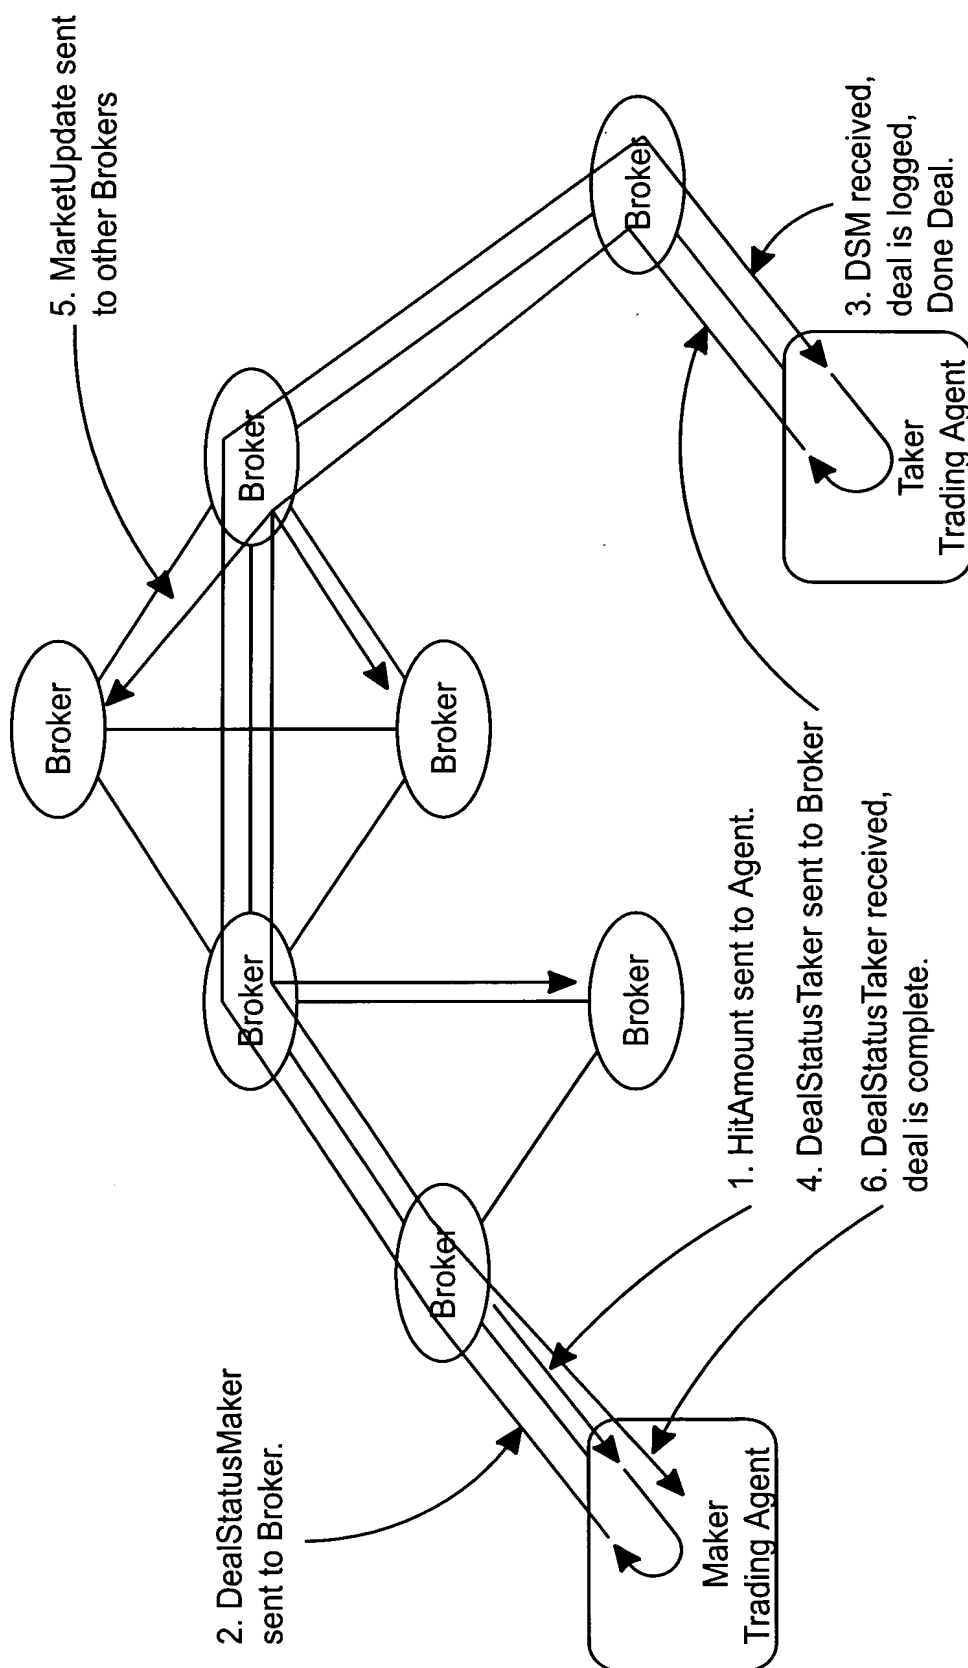 2. DealStatusMaker
sent to Broker.
5. MarketUpdate sent
to other Brokers
Broker
Broker
Broker
Broker
Broker
Broker
Broker
Maker
Trading Agent
1. HitAmount sent to Agent.
4. DealStatusTaker sent to Broker
6. DealStatusTaker received,
deal is complete.
Taker
Trading Agent
3. DSM received,
deal is logged,
Done Deal.